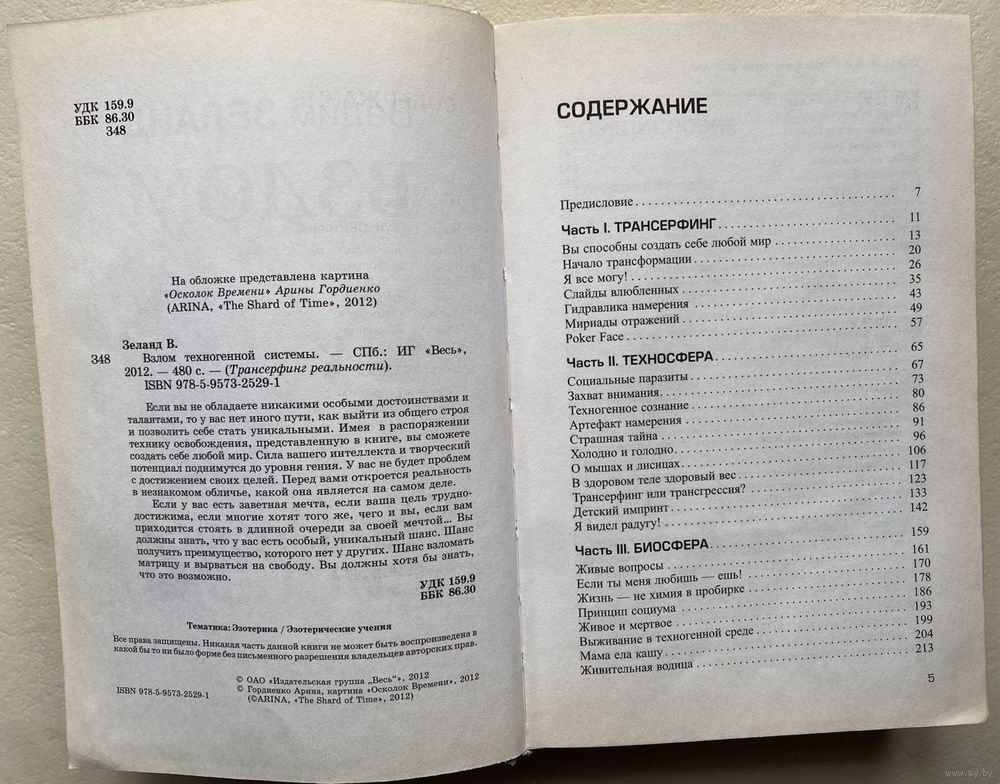 УДК 159.9
ББК 86.30
348
На обложке представлена картина
«Осколок Времени» Арины Гордиенко
(ARINA, «The Shard of Time», 2012)
Зеланд В.
348 Взлом техногенной системы. — СПб.: ИГ «Весь»,
2012. — 480 с. — (Трансерфинг реальности).
ISBN 978-5-9573-2529-1
Если вы не обладаете никакими особыми достоинствами и
талантами, то у вас нет иного пути, как выйти из общего строя
и позволить себе стать уникальными. Имея в распоряжении
технику освобождения, представленную в книге, вы сможете
создать себе любой мир. Сила вашего интеллекта и творческий
потенциал поднимутся до уровня гения. У вас не будет проблем
с достижением своих целей. Перед вами откроется реальность
в незнакомом обличье, какой она является на самом деле.
Если у вас есть заветная мечта, если ваша цель трудно-
достижима, если многие хотят того же, чего и вы, если вам
приходится стоять в длинной очереди за своей мечтой... Вы
должны знать, что у вас есть особый, уникальный шанс. Шанс
получить преимущество, которого нет у других. Шанс взломать
матрицу и вырваться на свободу. Вы должны хотя бы знать,
что это возможно.
УДК 159.9
ББК 86.30
Тематика: Эзотерика / Эзотерические учения
Все права защищены. Никакая часть данной книги не может быть воспроизведена в
какой бы то ни было форме без письменного разрешения владельцев авторских прав.
© ОАО «Издательская группа „Весь"», 2012
ISBN 978-5-9573-2529-1 © Гордиенко Арина, картина «Осколок Времени», 2012
(©ARINA, «The Shard of Time», 2012)
СОДЕРЖАНИЕ
Предисловие 7
Часть I. ТРАНСЕРФИНГ 11
Вы способны создать себе любой мир 13
Начало трансформации 20
Я все могу! 26
Слайды влюбленных 35
Гидравлика намерения 43
Мириады отражений 49
Poker Face 57
Часть II. ТЕХНОСФЕРА 65
Социальные паразиты 67
Захват внимания 73
Техногенное сознание 80
Артефакт намерения 86
Страшная тайна 91
Холодно и голодно 96
О мышах и лисицах 106
В здоровом теле здоровый вес 117
Трансерфинг или трансгрессия? 123
Детский импринт 133
Я видел радугу! 142
Часть III. БИОСФЕРА 159
Живые вопросы 161
Если ты меня любишь — ешь! 170
Жизнь — не химия в пробирке 178
Принцип социума 186
Живое и мертвое 193
Выживание в техногенной среде 199
Мама ела кашу 204
Живительная водица 213
5
www.ay.by